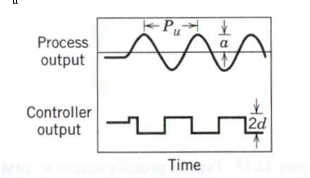 u
P_u
a
Process
output
Controller
output
2d
Time